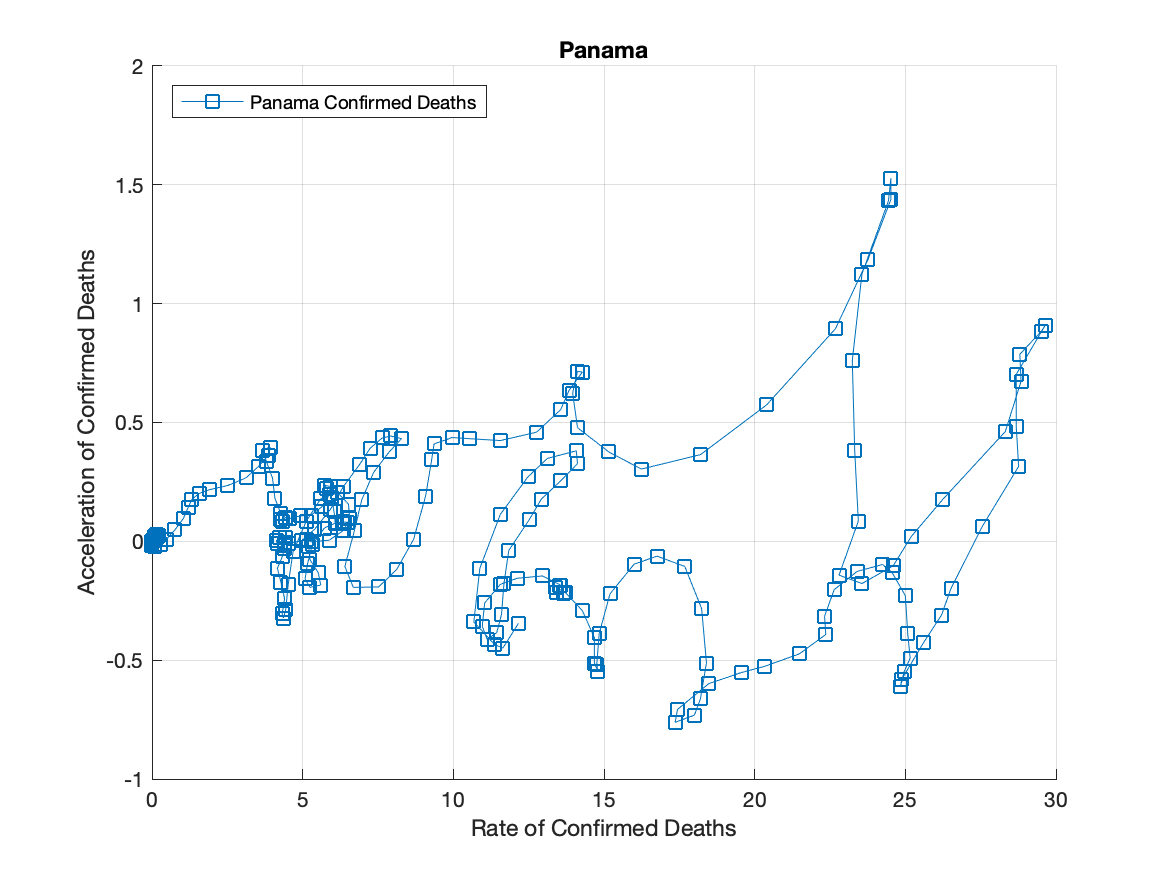 Panama
Panama Confirmed Deaths
Acceleration of Confirmed Deaths
2
1.5
1
0.5
0
-0.5
-1
0 5 10 15 20 25 30
Rate of Confirmed Deaths